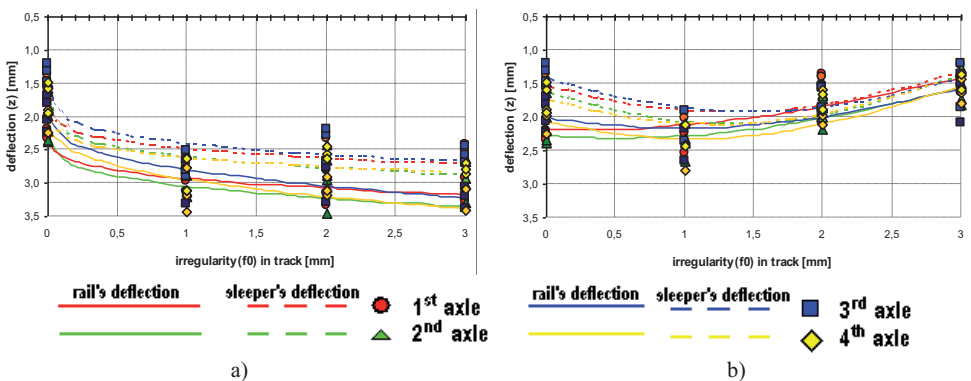 0,5
1,0
1,5
2,0
2,5
3,0
3,5
deflection (z) [mm]
0 0,5 1 1,5 2 2,5 3
irregularity (f0) in track [mm]
0,5
1,0
1,5
2,0
2,5
3,0
3,5
deflection (z) [mm]
0 0,5 1 1,5 2 2,5 3
irregularity (f0) in track [mm]
rail's deflection sleeper's deflection
1st axle
2nd axle
rail's deflection sleeper's deflection
3rd axle
4th axle
a)
b)